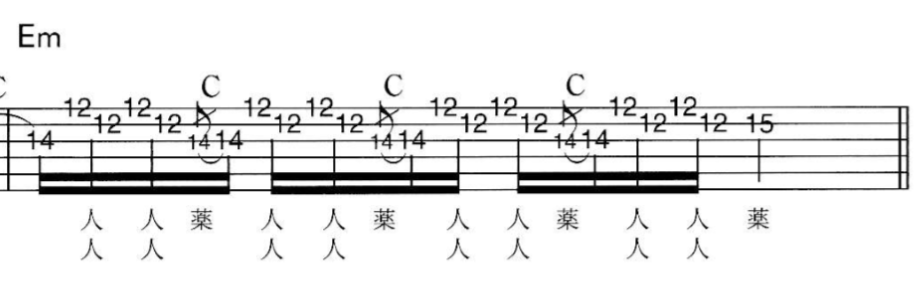 Em
C C C
12 12 12 12 12 12 12 12
12 12 12 12 12 12 12 12 15
14 14 14 14 14 14 14
人 人 薬 人 人 薬 人 人 薬 人 人 薬
人 人 人 人 人 人 人 人